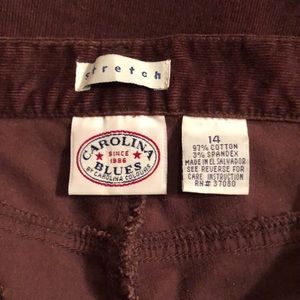 stretch
CAROLINA
SINCE
1986
BLUES
BY CAROLINA COLOURS
14
97% COTTON
3% SPANDEX
MADE IN EL SALVADOR
SEE REVERSE FOR
CARE INSTRUCTION
RN# 37080